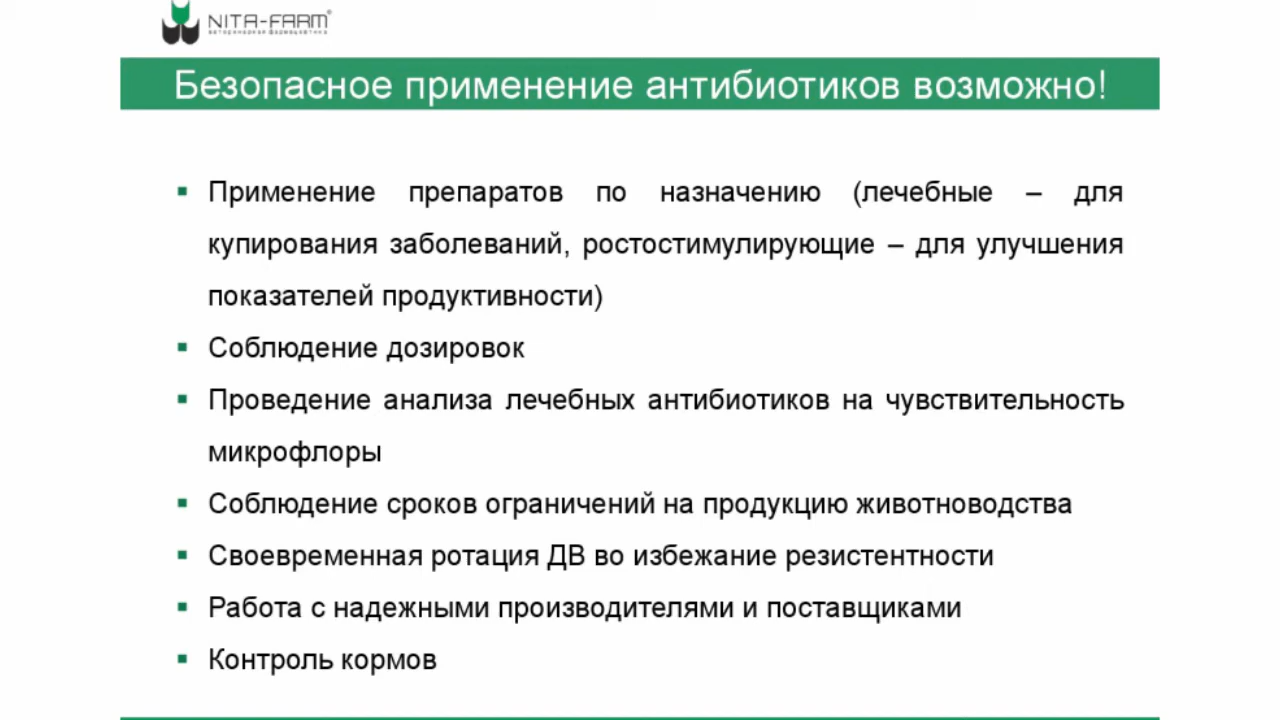 NITA-FARM®
ветеринарная фармацевтика
Безопасное применение антибиотиков возможно!
▪ Применение препаратов по назначению (лечебные – для
купирования заболеваний, ростостимулирующие – для улучшения
показателей продуктивности)
▪ Соблюдение дозировок
▪ Проведение анализа лечебных антибиотиков на чувствительность
микрофлоры
▪ Соблюдение сроков ограничений на продукцию животноводства
▪ Своевременная ротация ДВ во избежание резистентности
▪ Работа с надежными производителями и поставщиками
▪ Контроль кормов